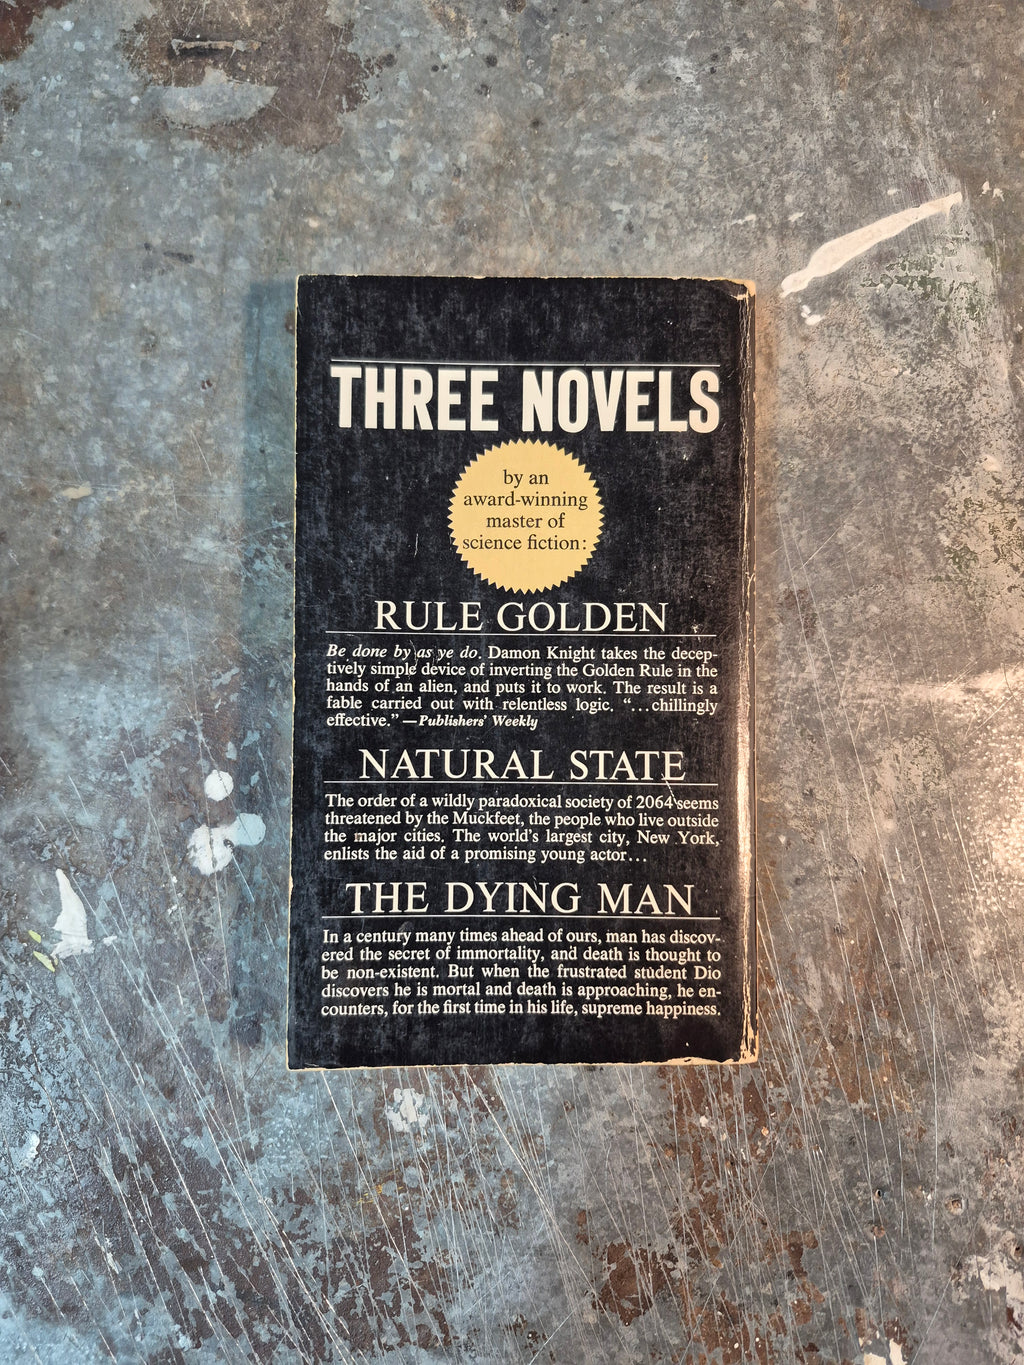 THREE NOVELS
by an
award-winning
master of
science fiction:
RULE GOLDEN
Be done by as ye do. Damon Knight takes the decep-
tively simple device of inverting the Golden Rule in the
hands of an alien, and puts it to work. The result is a
fable carried out with relentless logic. “...chillingly
effective.” —Publishers' Weekly
NATURAL STATE
The order of a wildly paradoxical society of 2064 seems
threatened by the Muckfeet, the people who live outside
the major cities. The world's largest city, New York,
enlists the aid of a promising young actor...
THE DYING MAN
In a century many times ahead of ours, man has discov-
ered the secret of immortality, and death is thought to
be non-existent. But when the frustrated student Dio
discovers he is mortal and death is approaching, he en-
counters, for the first time in his life, supreme happiness.